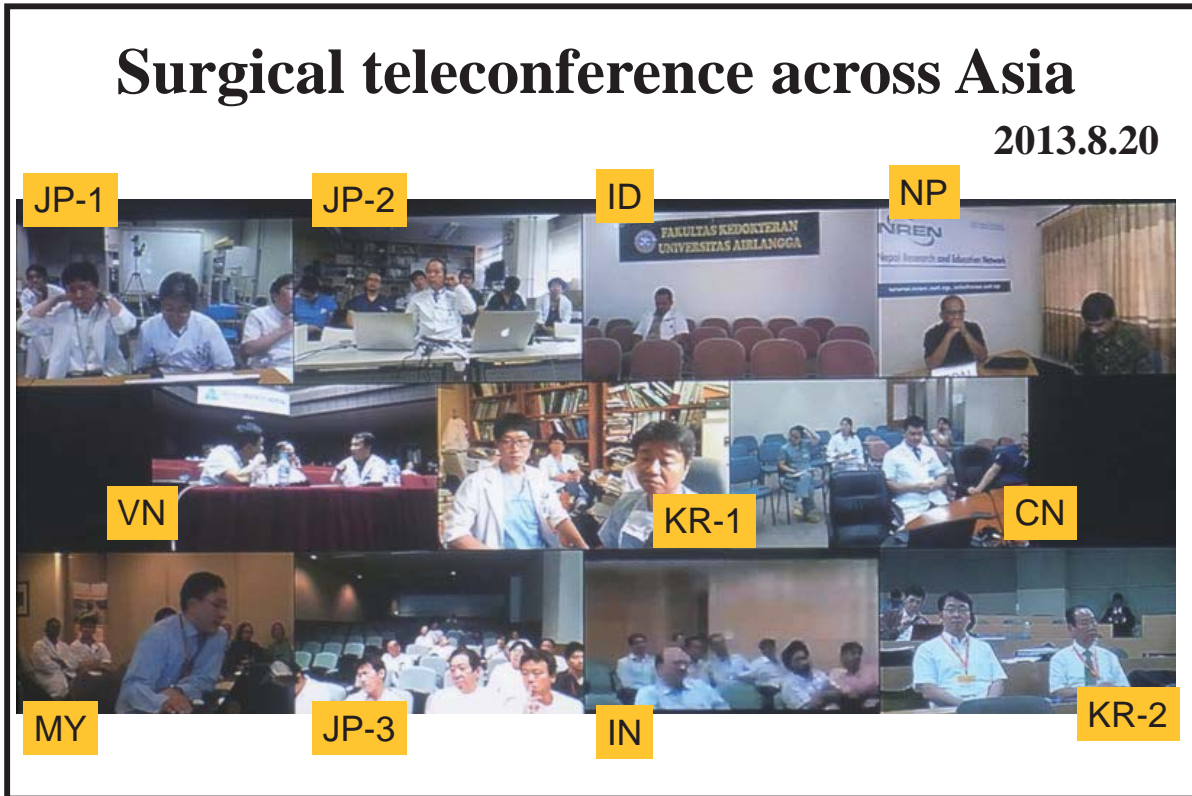 Surgical teleconference across Asia
2013.8.20
JP-1
JP-2
ID
NP
FAKULTAS KEDOKTERAN
UNIVERSITAS AIRLANGGA
NREN
Nepal Research and Education Network
VN
KR-1
CN
MY
JP-3
IN
KR-2